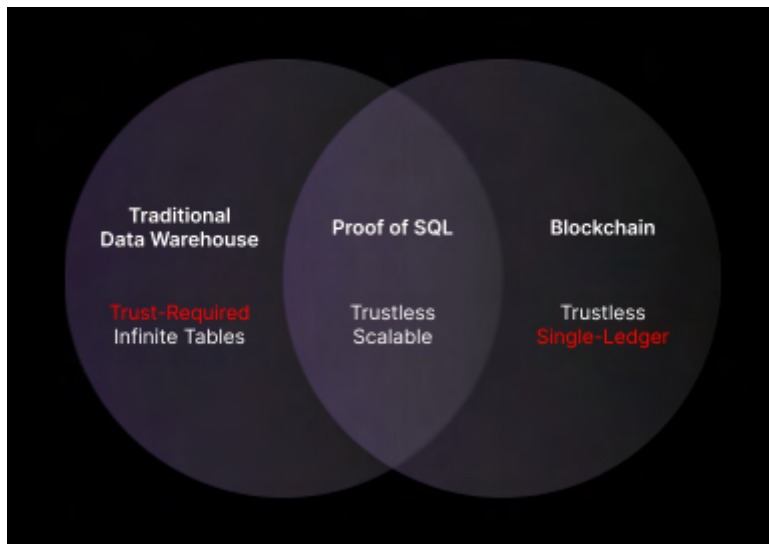 Traditional
Data Warehouse
Trust-Required
Infinite Tables
Proof of SQL
Trustless
Scalable
Blockchain
Trustless
Single-Ledger